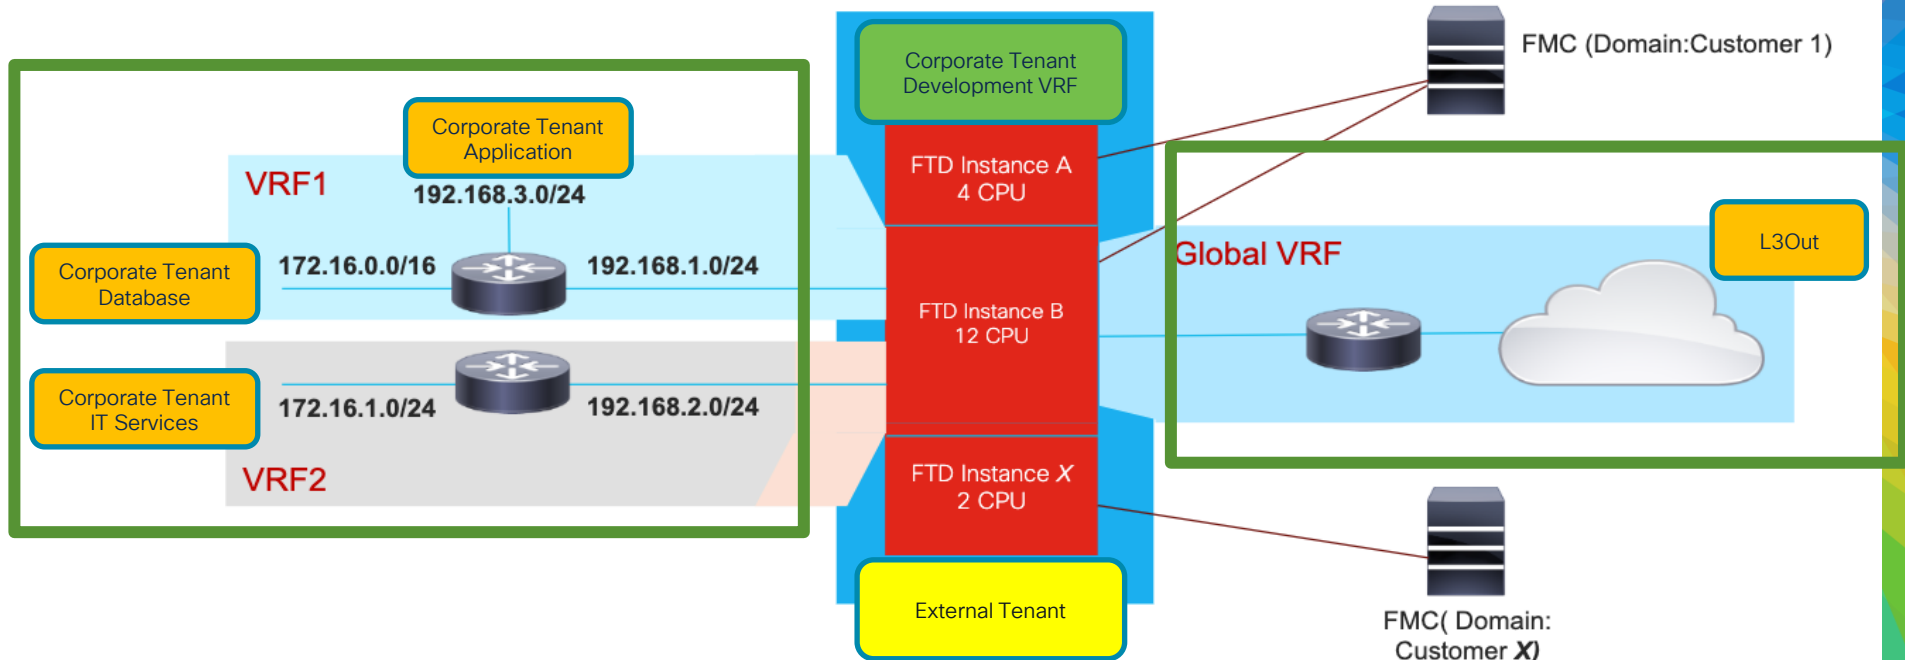 Corporate Tenant
Development VRF
FMC (Domain:Customer 1)
Corporate Tenant
Application
VRF1
192.168.3.0/24
FTD Instance A
4 CPU
Corporate Tenant
Database
172.16.0.0/16
192.168.1.0/24
Global VRF
L3Out
FTD Instance B
12 CPU
Corporate Tenant
IT Services
172.16.1.0/24
192.168.2.0/24
VRF2
FTD Instance X
2 CPU
External Tenant
FMC( Domain:
Customer X)